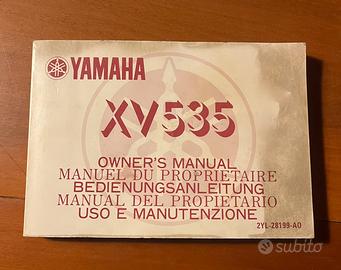 YAMAHA
XV535
OWNER'S MANUAL
MANUEL DU PROPRIETAIRE
BEDIENUNGSANLEITUNG
MANUAL DEL PROPIETARIO
USO E MANUTENZIONE
2YL-28199-A0
subito